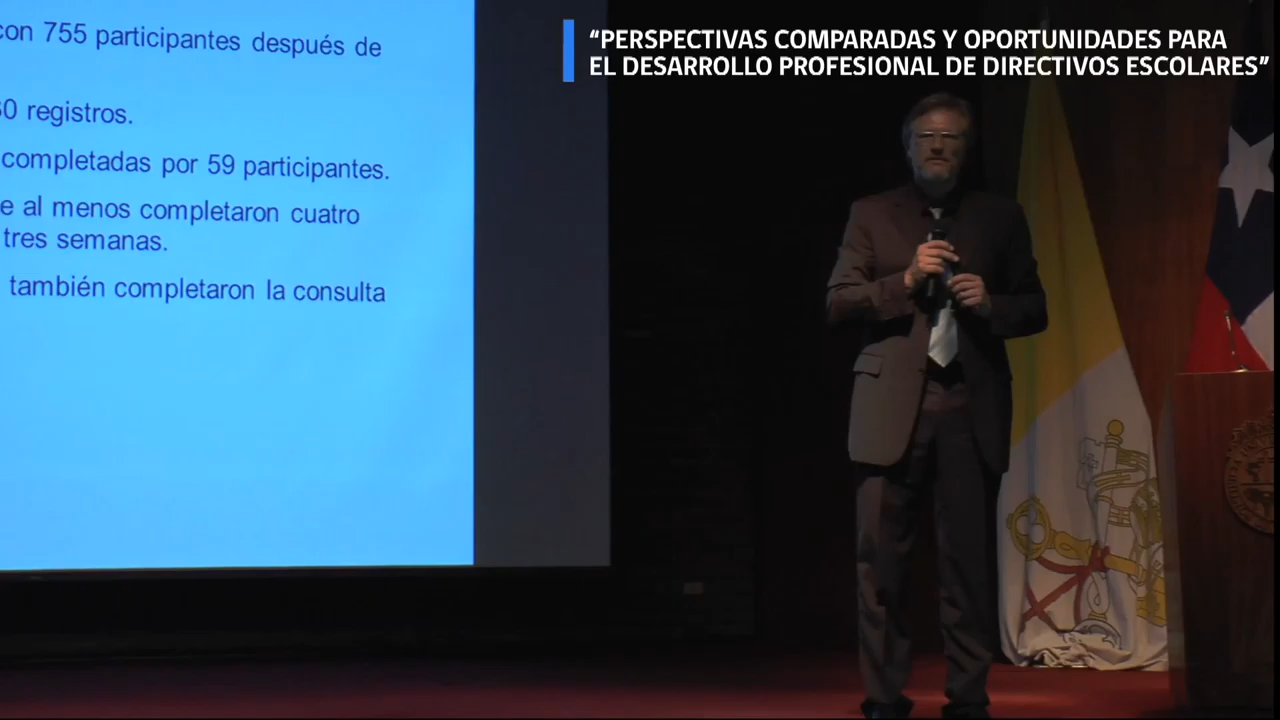 con 755 participantes después de
0 registros.
completadas por 59 participantes.
e al menos completaron cuatro
tres semanas.
también completaron la consulta
“PERSPECTIVAS COMPARADAS Y OPORTUNIDADES PARA
EL DESARROLLO PROFESIONAL DE DIRECTIVOS ESCOLARES”